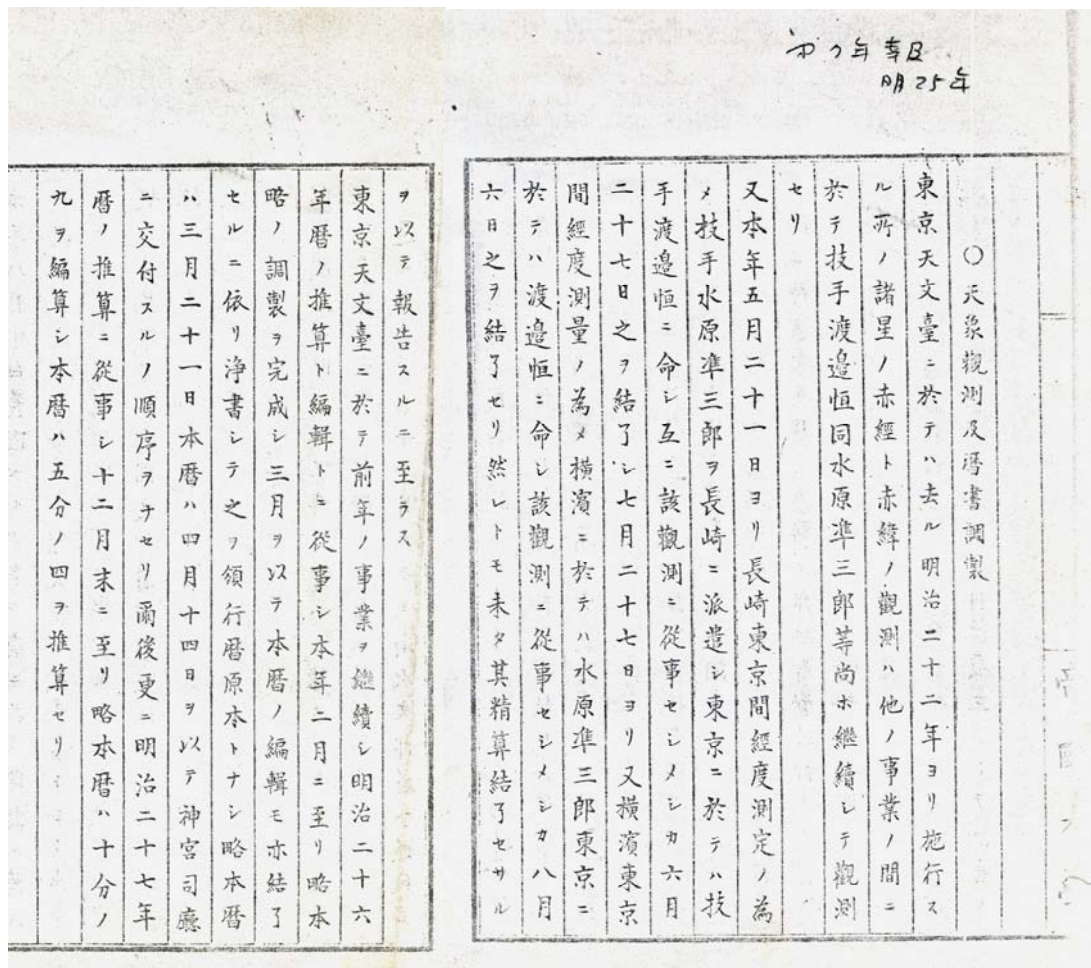 明25年
〇天象觀測及曆書調製
東京天文臺ニ於テハ去ル明治二十二年ヨリ施行ス
ル所ノ諸星ノ赤經ト赤緯ノ觀測ハ他ノ事業ノ間ニ
於テ技手渡邉恒同水原準三郎等尚ホ繼續シテ觀測
セリ
又本年五月二十一日ヨリ長崎東京間經度測定ノ為
メ技手水原準三郎ヲ長崎ニ派遣シ東京ニ於テハ技
手渡邉恒ニ命シ互ニ該觀測ニ從事セシメシカ六月
二十七日之ヲ結了シ七月二十七日ヨリ又橫濱東京
間經度測量ノ為メ橫濱ニ於テハ水原準三郎東京ニ
於テハ渡邉恒ニ命シ該觀測ニ從事セシメシカ八月
六日之ヲ結了セリ然レトモ未タ其精算結了セサル
ヲ以テ報告スルニ至ラス
東京天文臺ニ於テ前年ノ事業ヲ繼續シ明治二十六
年曆ノ推算ト編輯トニ從事シ本年二月ニ至リ略本
略ノ調製ヲ完成シ三月ヲ以テ本曆ノ編輯モ亦結了
セルニ依リ浄書シテ之ヲ頒行曆原本トナシ略本曆
ハ三月二十一日本曆ハ四月十四日ヲ以テ神宮司廳
ニ交付スルノ順序ヲナセリ爾後更ニ明治二十七年
曆ノ推算ニ從事シ十二月末ニ至リ略本曆ハ十分ノ
九ヲ編算シ本曆ハ五分ノ四ヲ推算セリ